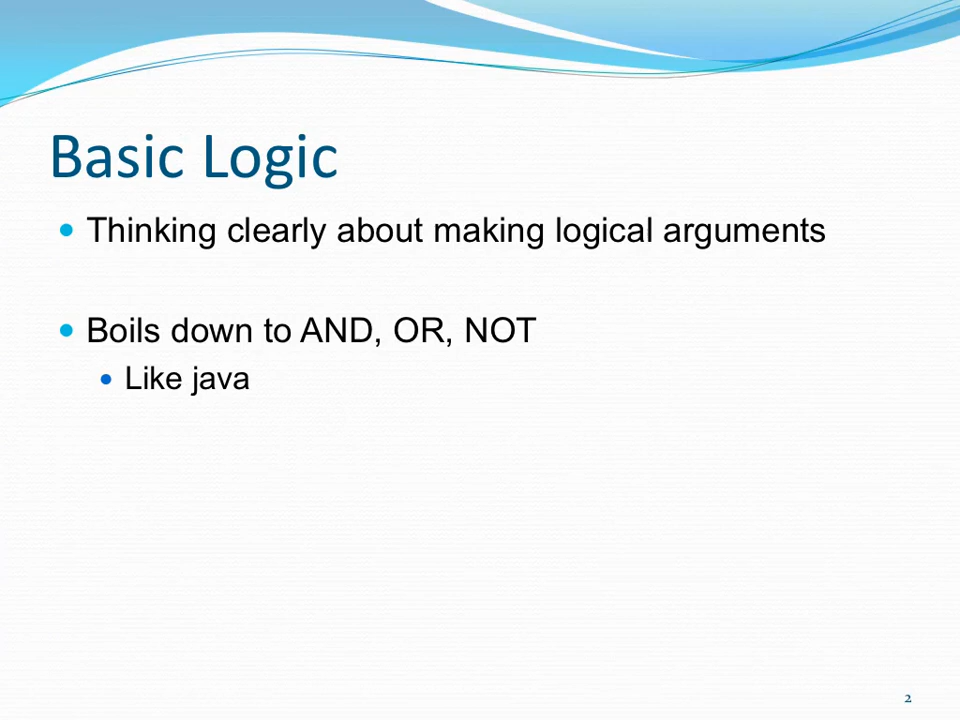 Basic Logic
Thinking clearly about making logical arguments
Boils down to AND, OR, NOT
Like java
2